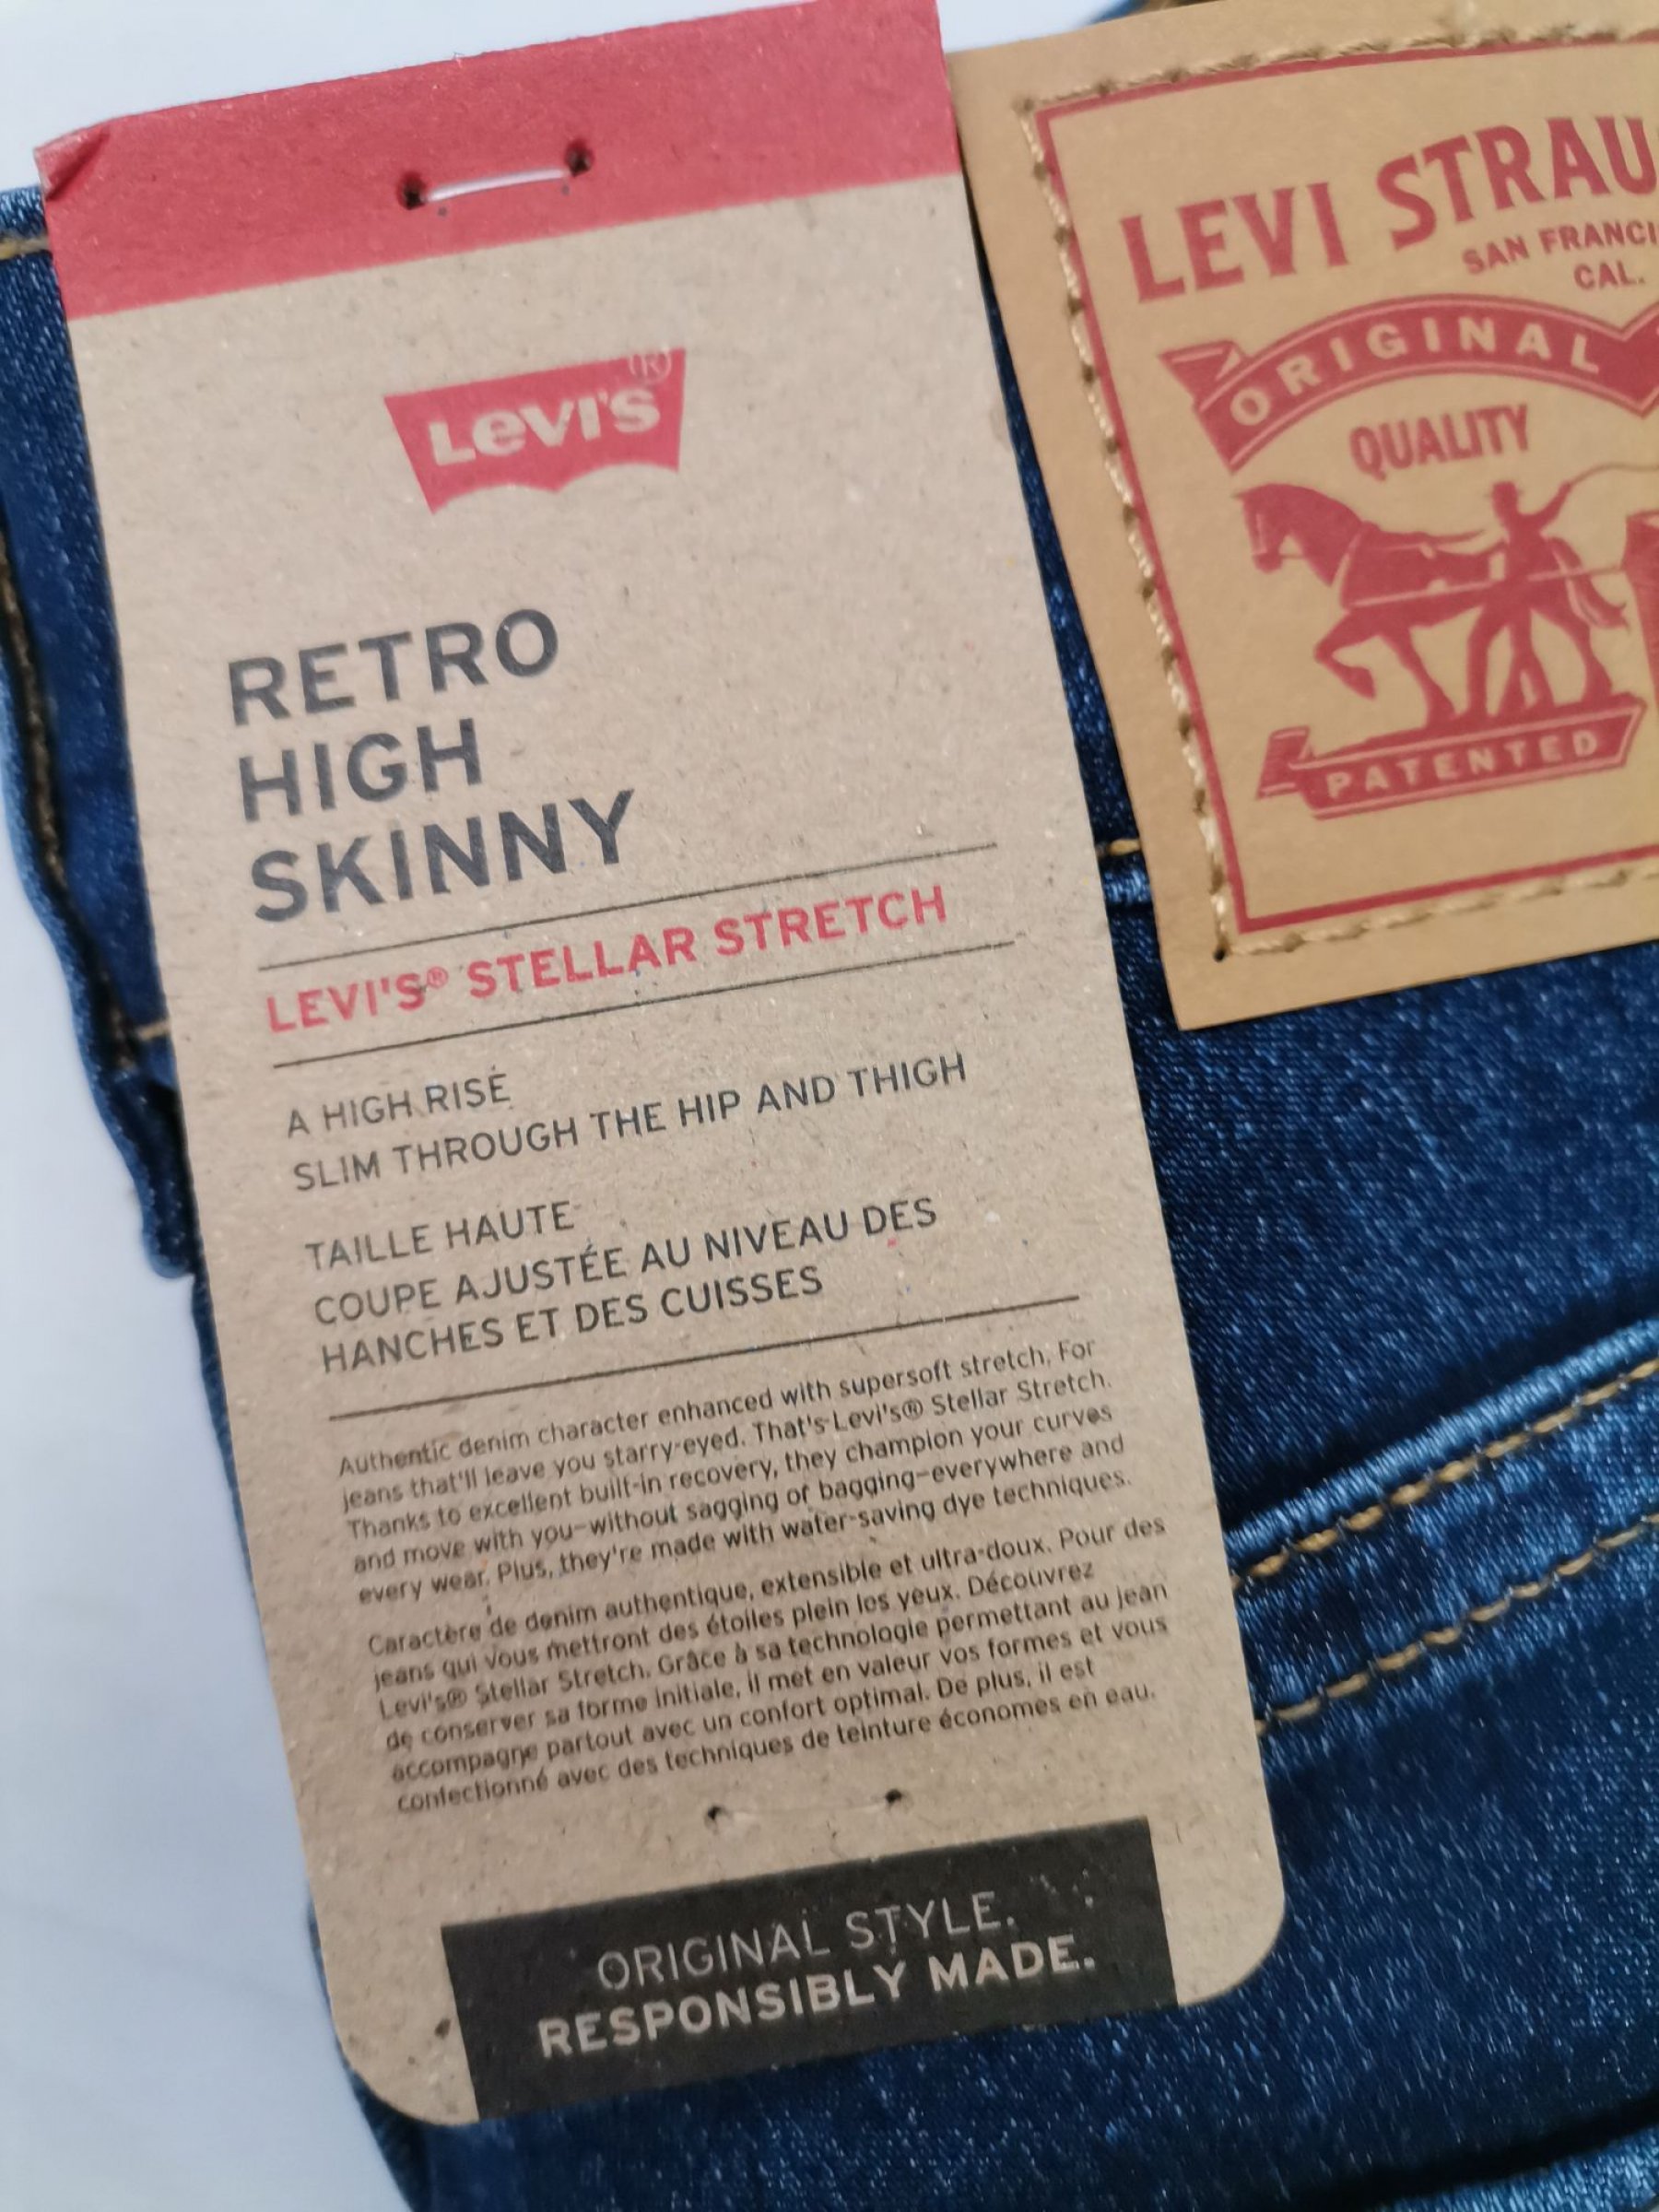 Levi's
®
RETRO
HIGH
SKINNY
LEVI'S® STELLAR STRETCH
A HIGH RISE
SLIM THROUGH THE HIP AND THIGH
TAILLE HAUTE
COUPE AJUSTÉE AU NIVEAU DES
HANCHES ET DES CUISSES
Authentic denim character enhanced with supersoft stretch. For
jeans that'll leave you starry-eyed. That's Levi's® Stellar Stretch.
Thanks to excellent built-in recovery, they champion your curves
and move with you—without sagging or bagging—everywhere and
every wear. Plus, they're made with water-saving dye techniques.
Caractère de denim authentique, extensible et ultra-doux. Pour des
jeans qui vous mettront des étoiles plein les yeux. Découvrez
Levi's® Stellar Stretch. Grâce à sa technologie permettant au jean
de conserver sa forme initiale, il met en valeur vos formes et vous
accompagne partout avec un confort optimal. De plus, il est
confectionné avec des techniques de teinture économes en eau.
ORIGINAL STYLE.
RESPONSIBLY MADE.
LEVI STRAU
SAN FRANCI
CAL.
ORIGINAL
QUALITY
PATENTED